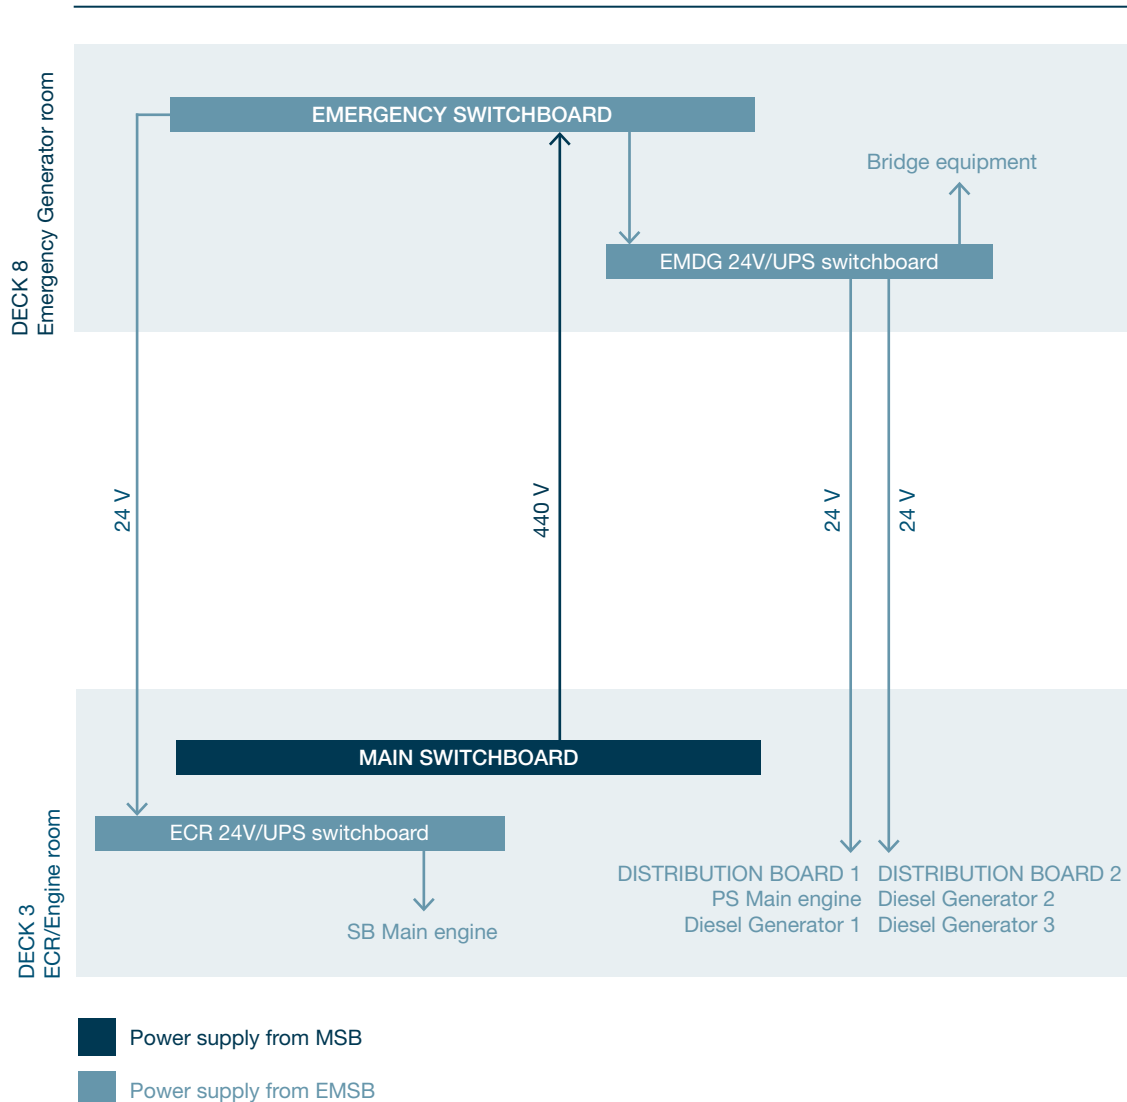 DECK 8
Emergency Generator room
EMERGENCY SWITCHBOARD
Bridge equipment
EMDG 24V/UPS switchboard
24 V
440 V
24 V
24 V
DECK 3
ECR/Engine room
MAIN SWITCHBOARD
ECR 24V/UPS switchboard
SB Main engine
DISTRIBUTION BOARD 1
PS Main engine
Diesel Generator 1
DISTRIBUTION BOARD 2
Diesel Generator 2
Diesel Generator 3
Power supply from MSB
Power supply from EMSB